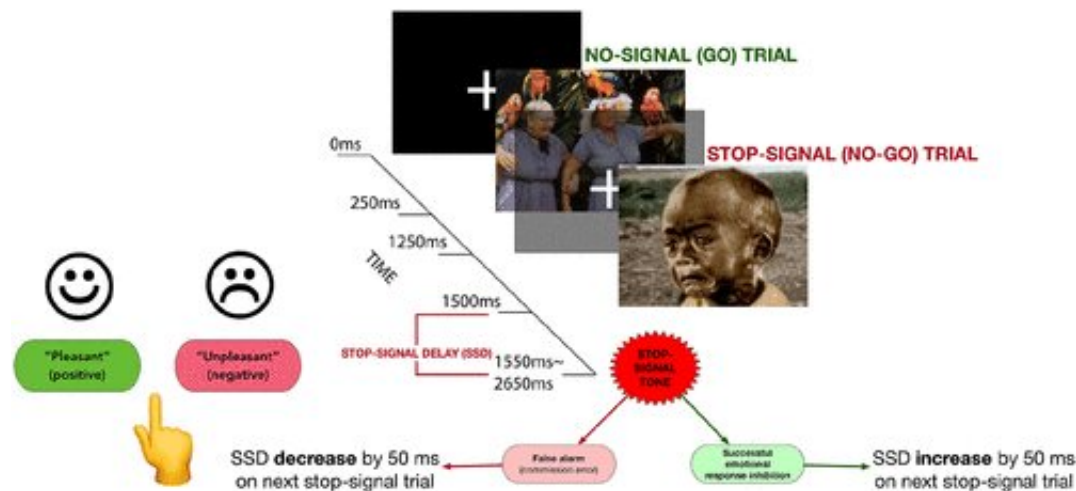 NO-SIGNAL (GO) TRIAL
STOP-SIGNAL (NO-GO) TRIAL
0ms
250ms
1250ms
TIME
1500ms
STOP-SIGNAL DELAY (SSD)
1550ms~
2650ms
"Pleasant"
(positive)
"Unpleasant"
(negative)
STOP-
SIGNAL
TONE
False alarm
(commission error)
Successful
emotional
response inhibition
SSD decrease by 50 ms
on next stop-signal trial
SSD increase by 50 ms
on next stop-signal trial